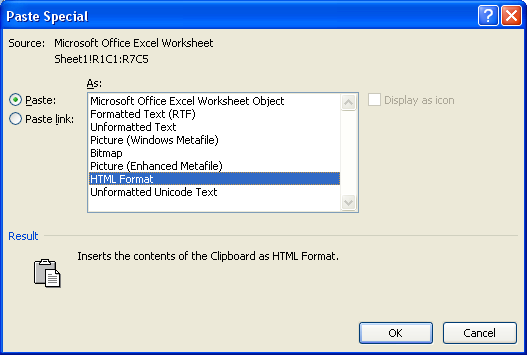 Paste Special
Source: Microsoft Office Excel Worksheet
Sheet1!R1C1:R7C5
As:
Paste:
Paste link:
Microsoft Office Excel Worksheet Object
Formatted Text (RTF)
Unformatted Text
Picture (Windows Metafile)
Bitmap
Picture (Enhanced Metafile)
HTML Format
Unformatted Unicode Text
Display as icon
Result
Inserts the contents of the Clipboard as HTML Format.
OK
Cancel